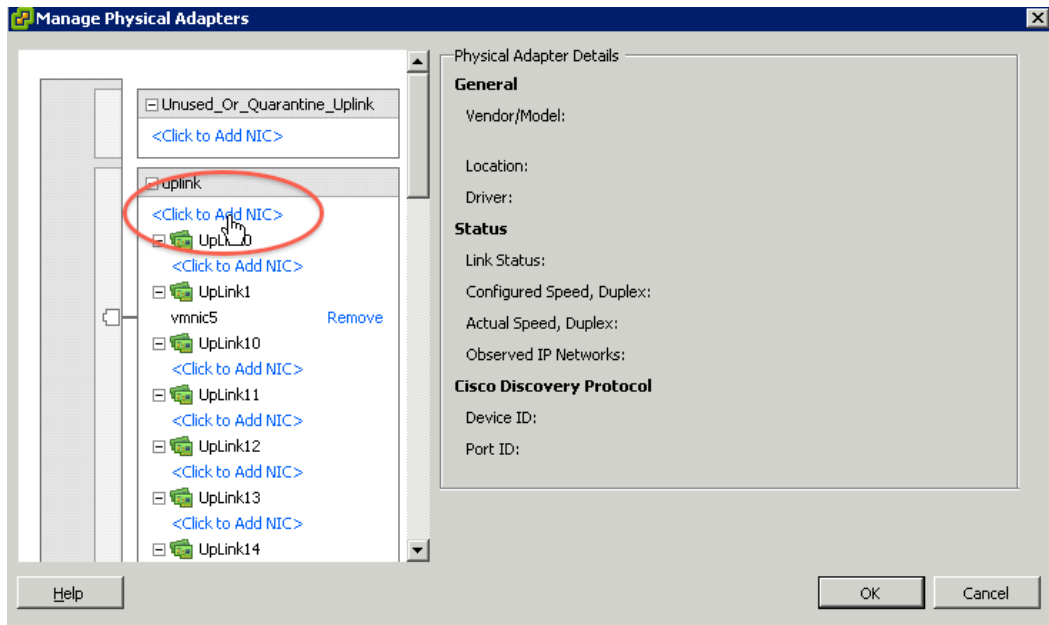 Manage Physical Adapters
Unused_Or_Quarantine_Uplink
<Click to Add NIC>
uplink
<Click to Add NIC>
UpLink0
<Click to Add NIC>
UpLink1
vmnic5 Remove
UpLink10
<Click to Add NIC>
UpLink11
<Click to Add NIC>
UpLink12
<Click to Add NIC>
UpLink13
<Click to Add NIC>
UpLink14
Physical Adapter Details
General
Vendor/Model:
Location:
Driver:
Status
Link Status:
Configured Speed, Duplex:
Actual Speed, Duplex:
Observed IP Networks:
Cisco Discovery Protocol
Device ID:
Port ID:
Help
OK
Cancel